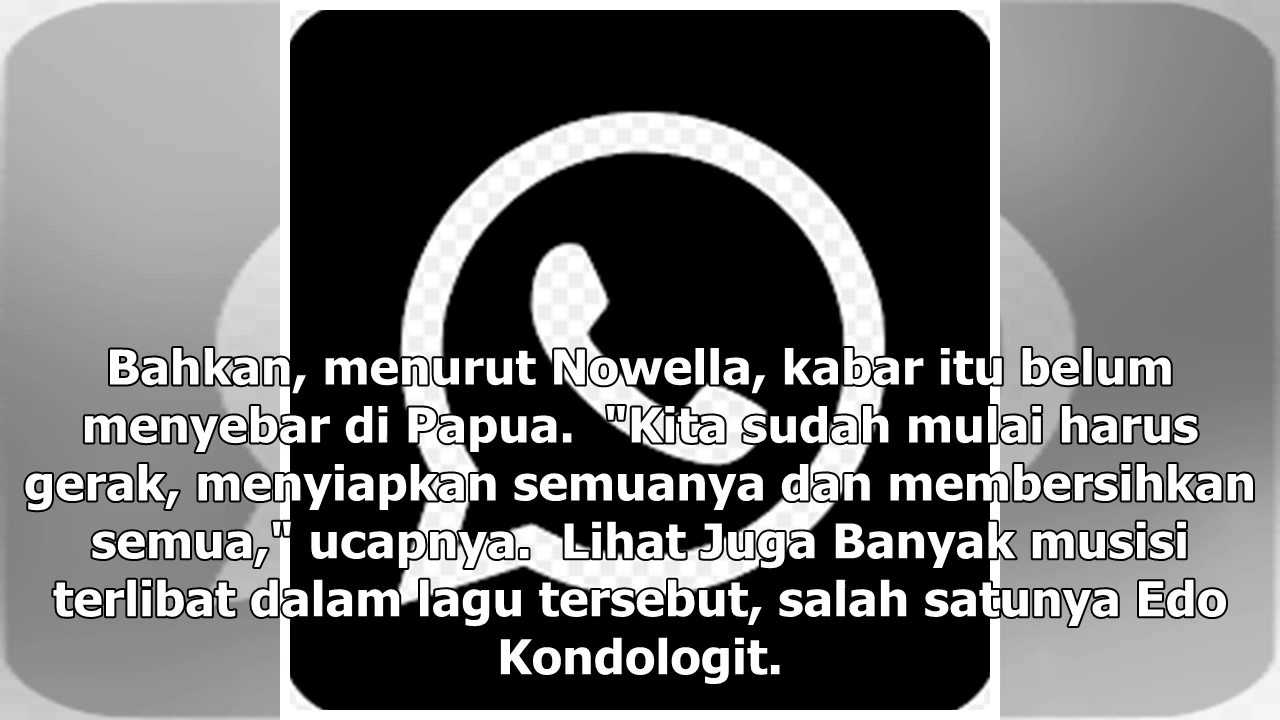 Bahkan, menurut Nowella, kabar itu belum
menyebar di Papua.  "Kita sudah mulai harus
gerak, menyiapkan semuanya dan membersihkan
semua," ucapnya.  Lihat Juga Banyak musisi
terlibat dalam lagu tersebut, salah satunya Edo
Kondologit.